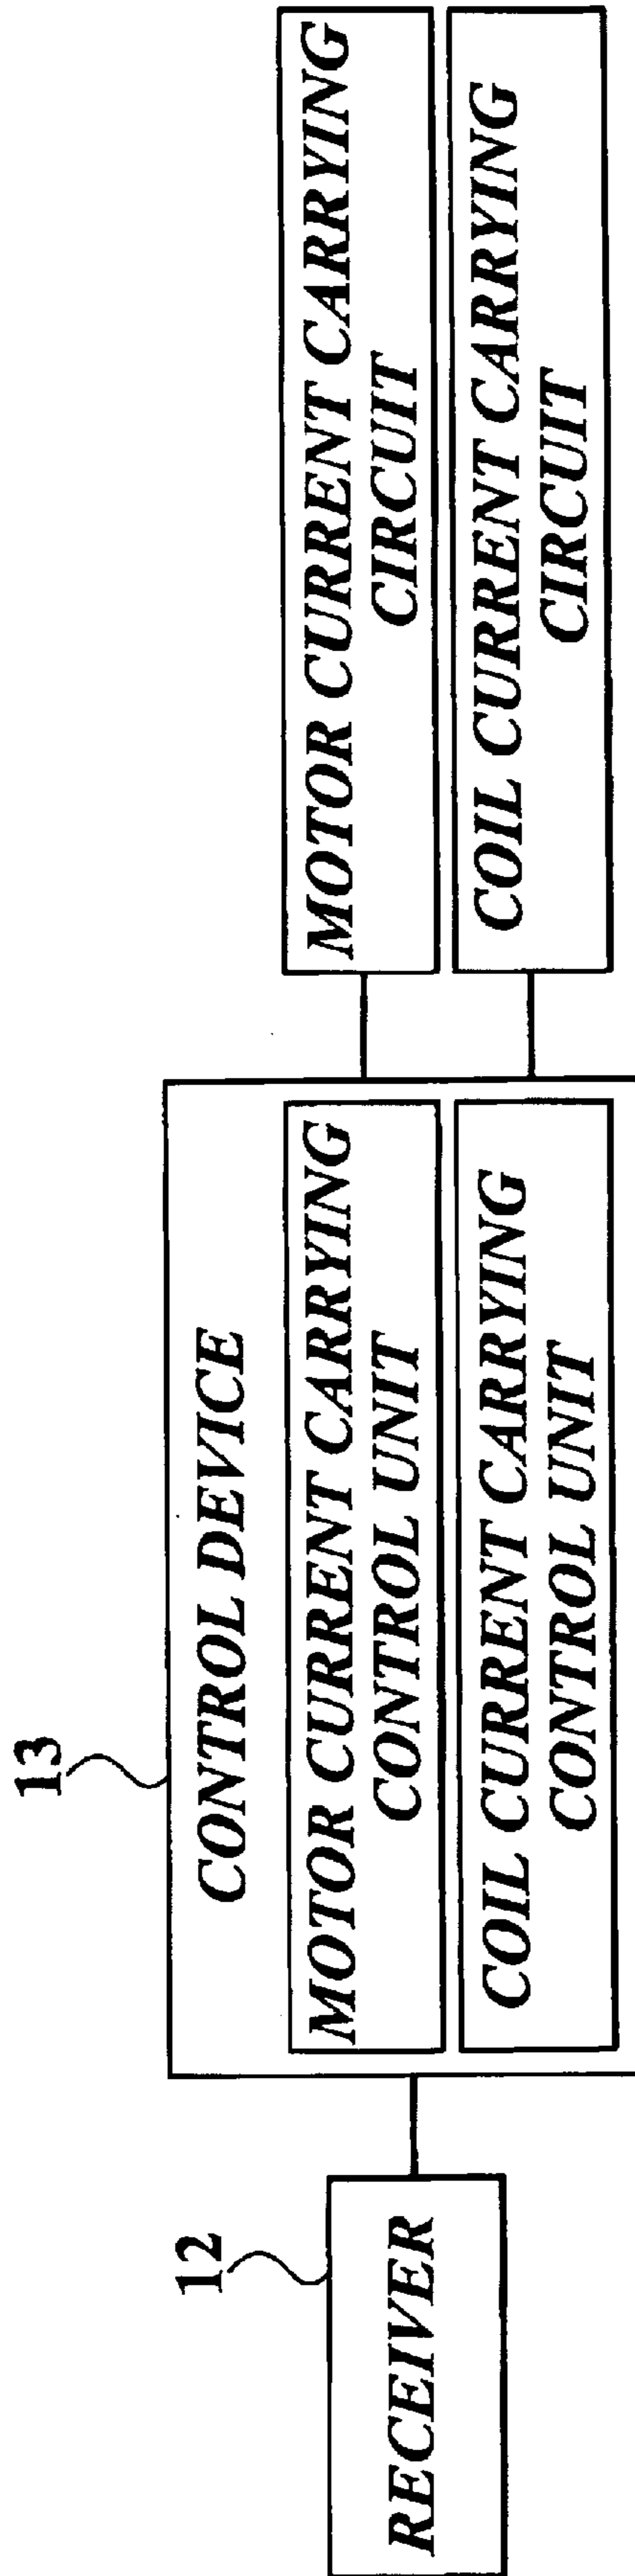 12
RECEIVER
13
CONTROL DEVICE
MOTOR CURRENT CARRYING
CONTROL UNIT
COIL CURRENT CARRYING
CONTROL UNIT
MOTOR CURRENT CARRYING
CIRCUIT
COIL CURRENT CARRYING
CIRCUIT